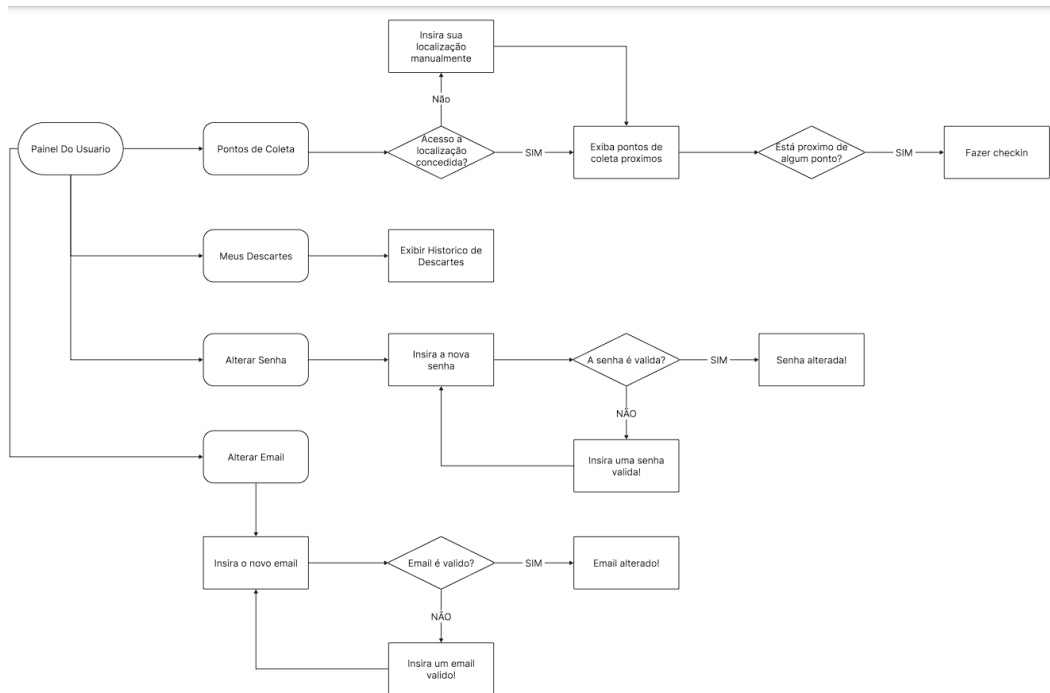 Insira sua
localização
manualmente
Não
Painel Do Usuario
Pontos de Coleta
Acesso a
localização
concedida?
SIM
Exiba pontos de
coleta proximos
Está proximo de
algum ponto?
SIM
Fazer checkin
Meus Descartes
Exibir Historico de
Descartes
Alterar Senha
Insira a nova
senha
A senha é valida?
SIM
Senha alterada!
NÃO
Insira uma senha
valida!
Alterar Email
Insira o novo email
Email é valido?
SIM
Email alterado!
NÃO
Insira um email
valido!